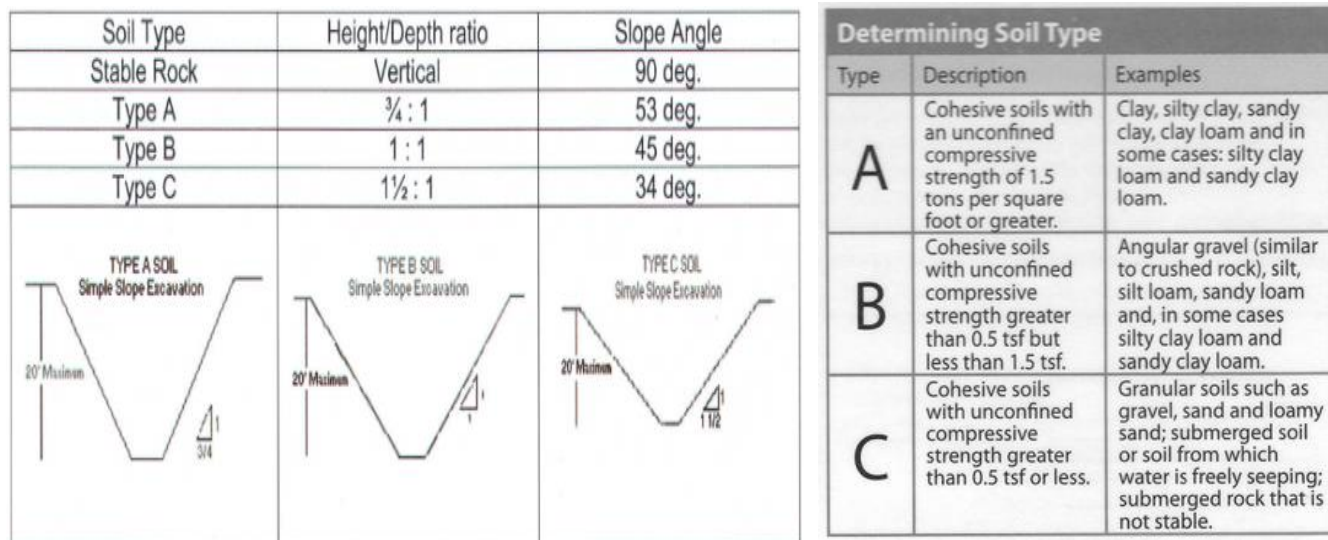 Soil Type Height/Depth ratio Slope Angle
Stable Rock Vertical 90 deg.
Type A ¾ : 1 53 deg.
Type B 1 : 1 45 deg.
Type C 1½ : 1 34 deg.
TYPE A SOIL
Simple Slope Excavation
20' Maximum
1
3/4
TYPE B SOIL
Simple Slope Excavation
20' Maximum
1
1
TYPE C SOIL
Simple Slope Excavation
20' Maximum
1
1 1/2
Determining Soil Type
Type Description Examples
A
Cohesive soils with
an unconfined
compressive
strength of 1.5
tons per square
foot or greater.
Clay, silty clay, sandy
clay, clay loam and in
some cases: silty clay
loam and sandy clay
loam.
B
Cohesive soils
with unconfined
compressive
strength greater
than 0.5 tsf but
less than 1.5 tsf.
Angular gravel (similar
to crushed rock), silt,
silt loam, sandy loam
and, in some cases
silty clay loam and
sandy clay loam.
C
Cohesive soils
with unconfined
compressive
strength greater
than 0.5 tsf or less.
Granular soils such as
gravel, sand and loamy
sand; submerged soil
or soil from which
water is freely seeping;
submerged rock that is
not stable.